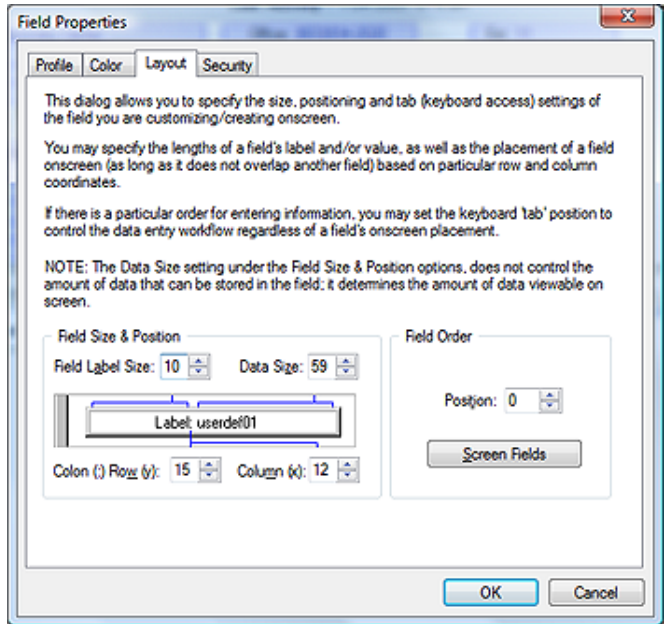 Field Properties
Profile Color Layout Security
This dialog allows you to specify the size, positioning and tab (keyboard access) settings of
the field you are customizing/creating onscreen.
You may specify the lengths of a field's label and/or value, as well as the placement of a field
onscreen (as long as it does not overlap another field) based on particular row and column
coordinates.
If there is a particular order for entering information, you may set the keyboard 'tab' position to
control the data entry workflow regardless of a field's onscreen placement.
NOTE: The Data Size setting under the Field Size & Position options, does not control the
amount of data that can be stored in the field; it determines the amount of data viewable on
screen.
Field Size & Position
Field Label Size: 10 Data Size: 59
Label: userdef01
Colon (:) Row (y): 15 Column (x): 12
Field Order
Position: 0
Screen Fields
OK Cancel